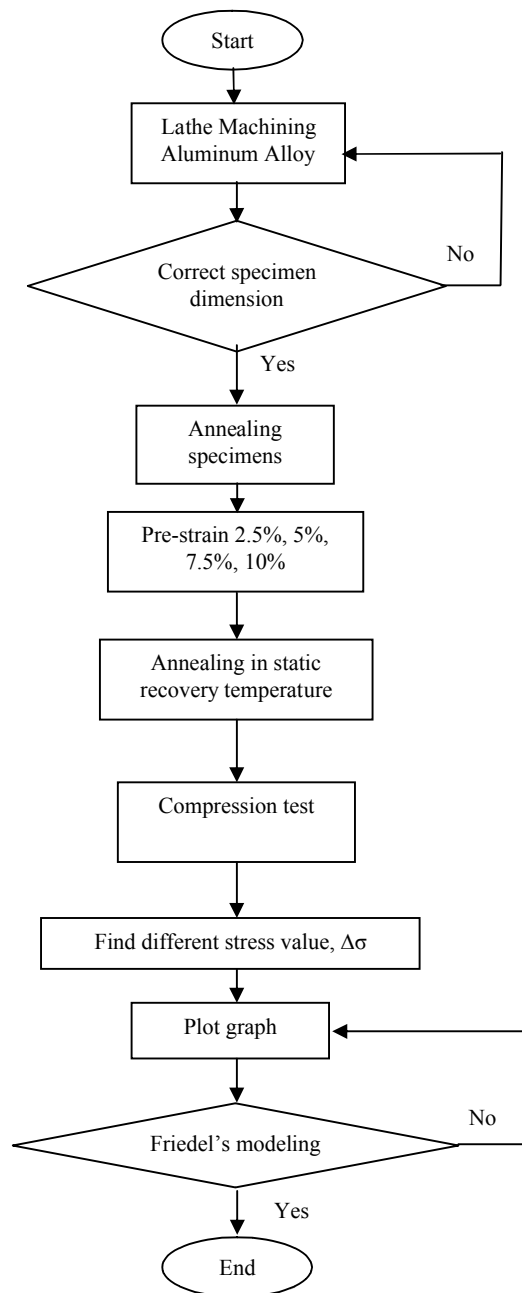 Start
Lathe Machining
Aluminum Alloy
No
Correct specimen
dimension
Yes
Annealing
specimens
Pre-strain 2.5%, 5%,
7.5%, 10%
Annealing in static
recovery temperature
Compression test
Find different stress value, Δσ
Plot graph
No
Friedel’s modeling
Yes
End